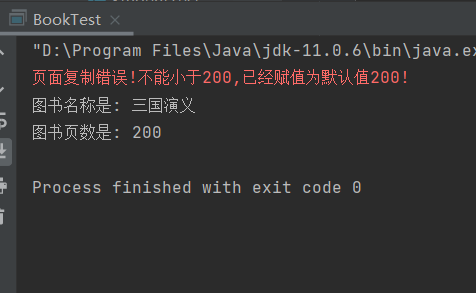 BookTest
"D:\Program Files\Java\jdk-11.0.6\bin\java.ex
页面复制错误!不能小于200,已经赋值为默认值200!
图书名称是: 三国演义
图书页数是: 200
Process finished with exit code 0